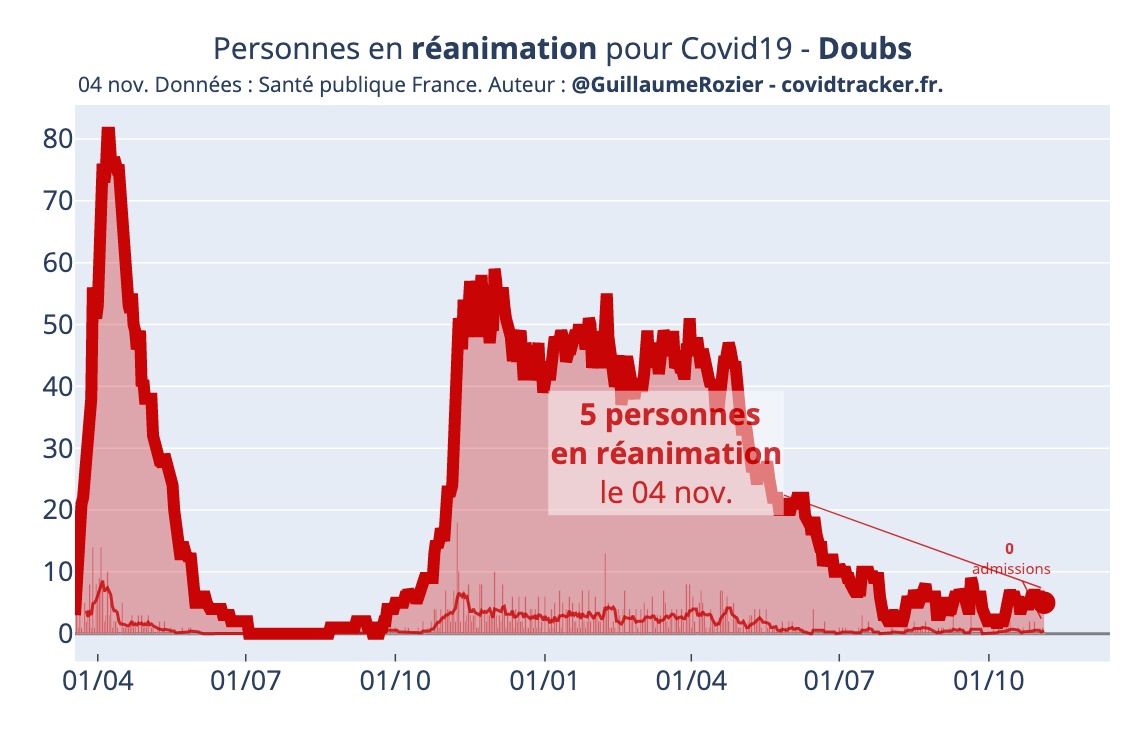 Personnes en réanimation pour Covid19 - Doubs
04 nov. Données : Santé publique France. Auteur : @GuillaumeRozier - covidtracker.fr.
80
70
60
50
40
30
20
10
0
5 personnes
en réanimation
le 04 nov.
0
admissions
01/04
01/07
01/10
01/01
01/04
01/07
01/10